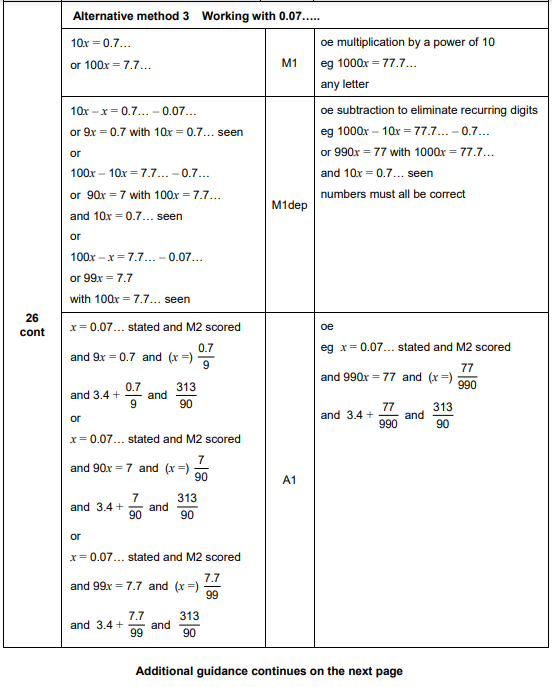 Alternative method 3 Working with 0.07…..
10x = 0.7…
or 100x = 7.7…
M1
oe multiplication by a power of 10
eg 1000x = 77.7…
any letter
10x – x = 0.7… – 0.07…
or 9x = 0.7 with 10x = 0.7… seen
or
100x – 10x = 7.7… – 0.7…
or 90x = 7 with 100x = 7.7…
and 10x = 0.7… seen
or
100x – x = 7.7… – 0.07…
or 99x = 7.7
with 100x = 7.7… seen
M1dep
oe subtraction to eliminate recurring digits
eg 1000x – 10x = 77.7… – 0.7…
or 990x = 77 with 1000x = 77.7…
and 10x = 0.7… seen
numbers must all be correct
26
cont
x = 0.07… stated and M2 scored
and 9x = 0.7 and (x =) 0.7/9
and 3.4 + 0.7/9 and 313/90
or
x = 0.07… stated and M2 scored
and 90x = 7 and (x =) 7/90
and 3.4 + 7/90 and 313/90
or
x = 0.07… stated and M2 scored
and 99x = 7.7 and (x =) 7.7/99
and 3.4 + 7.7/99 and 313/90
A1
oe
eg x = 0.07… stated and M2 scored
and 990x = 77 and (x =) 77/990
and 3.4 + 77/990 and 313/90
Additional guidance continues on the next page